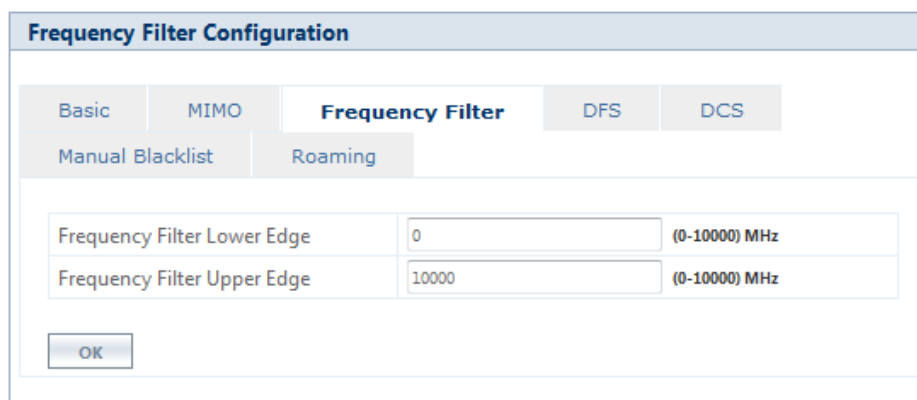 Frequency Filter Configuration
Basic MIMO Frequency Filter DFS DCS
Manual Blacklist Roaming
Frequency Filter Lower Edge 0 (0-10000) MHz
Frequency Filter Upper Edge 10000 (0-10000) MHz
OK